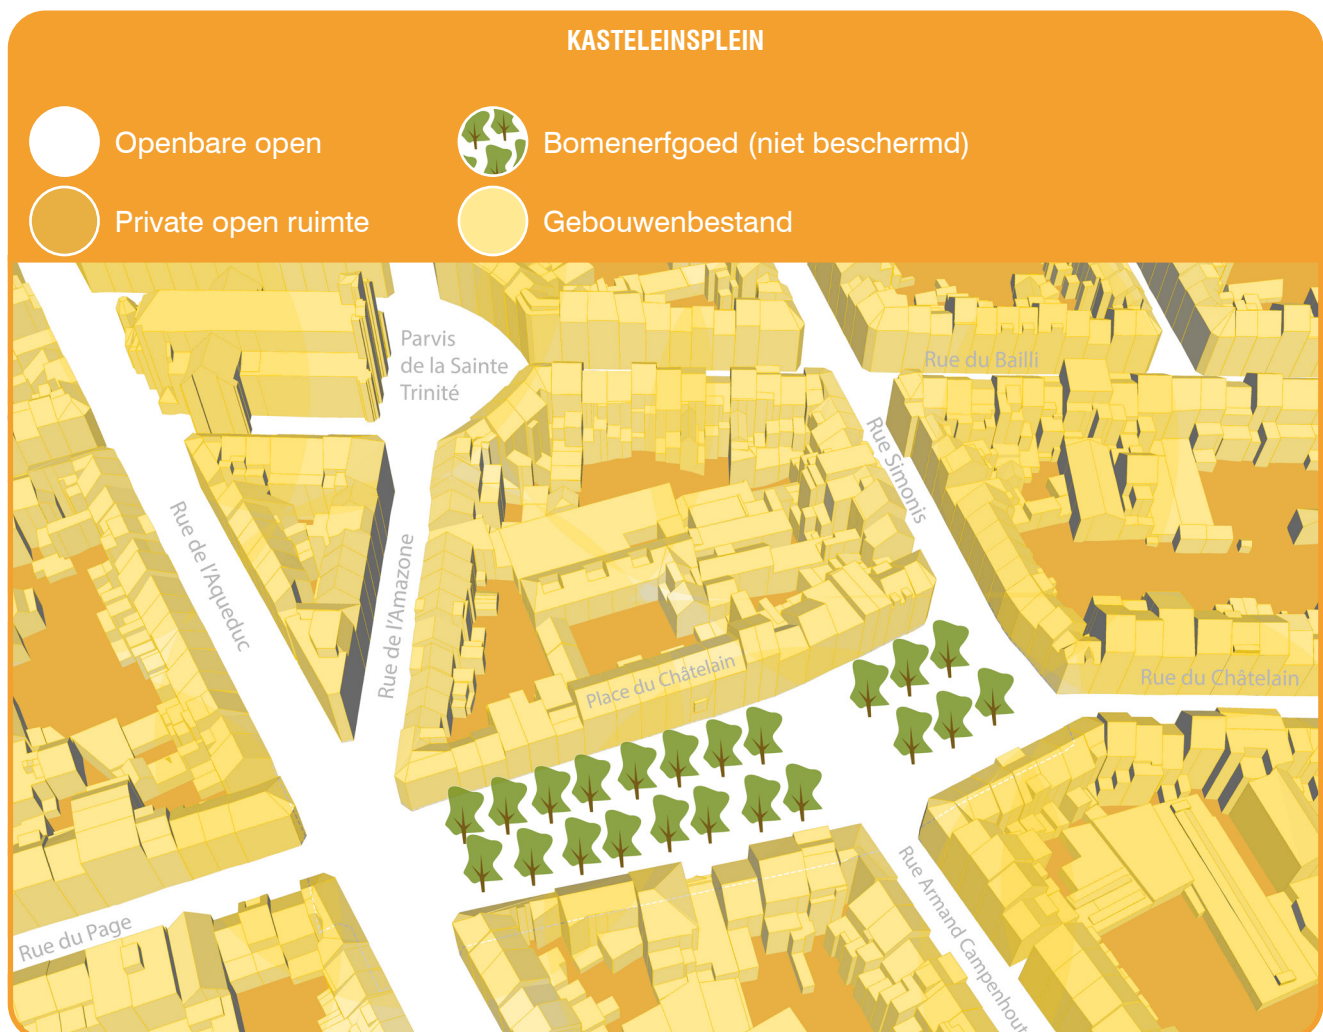 KASTELEINSPLEIN
Openbare open
Bomenerfgoed (niet beschermd)
Private open ruimte
Gebouwenbestand
Parvis
de la Sainte
Trinité
Rue du Bailli
Rue Simonis
Rue de l'Aqueduc
Rue de l'Amazone
Place du Châtelain
Rue du Châtelain
Rue Armand Campenhout
Rue du Page